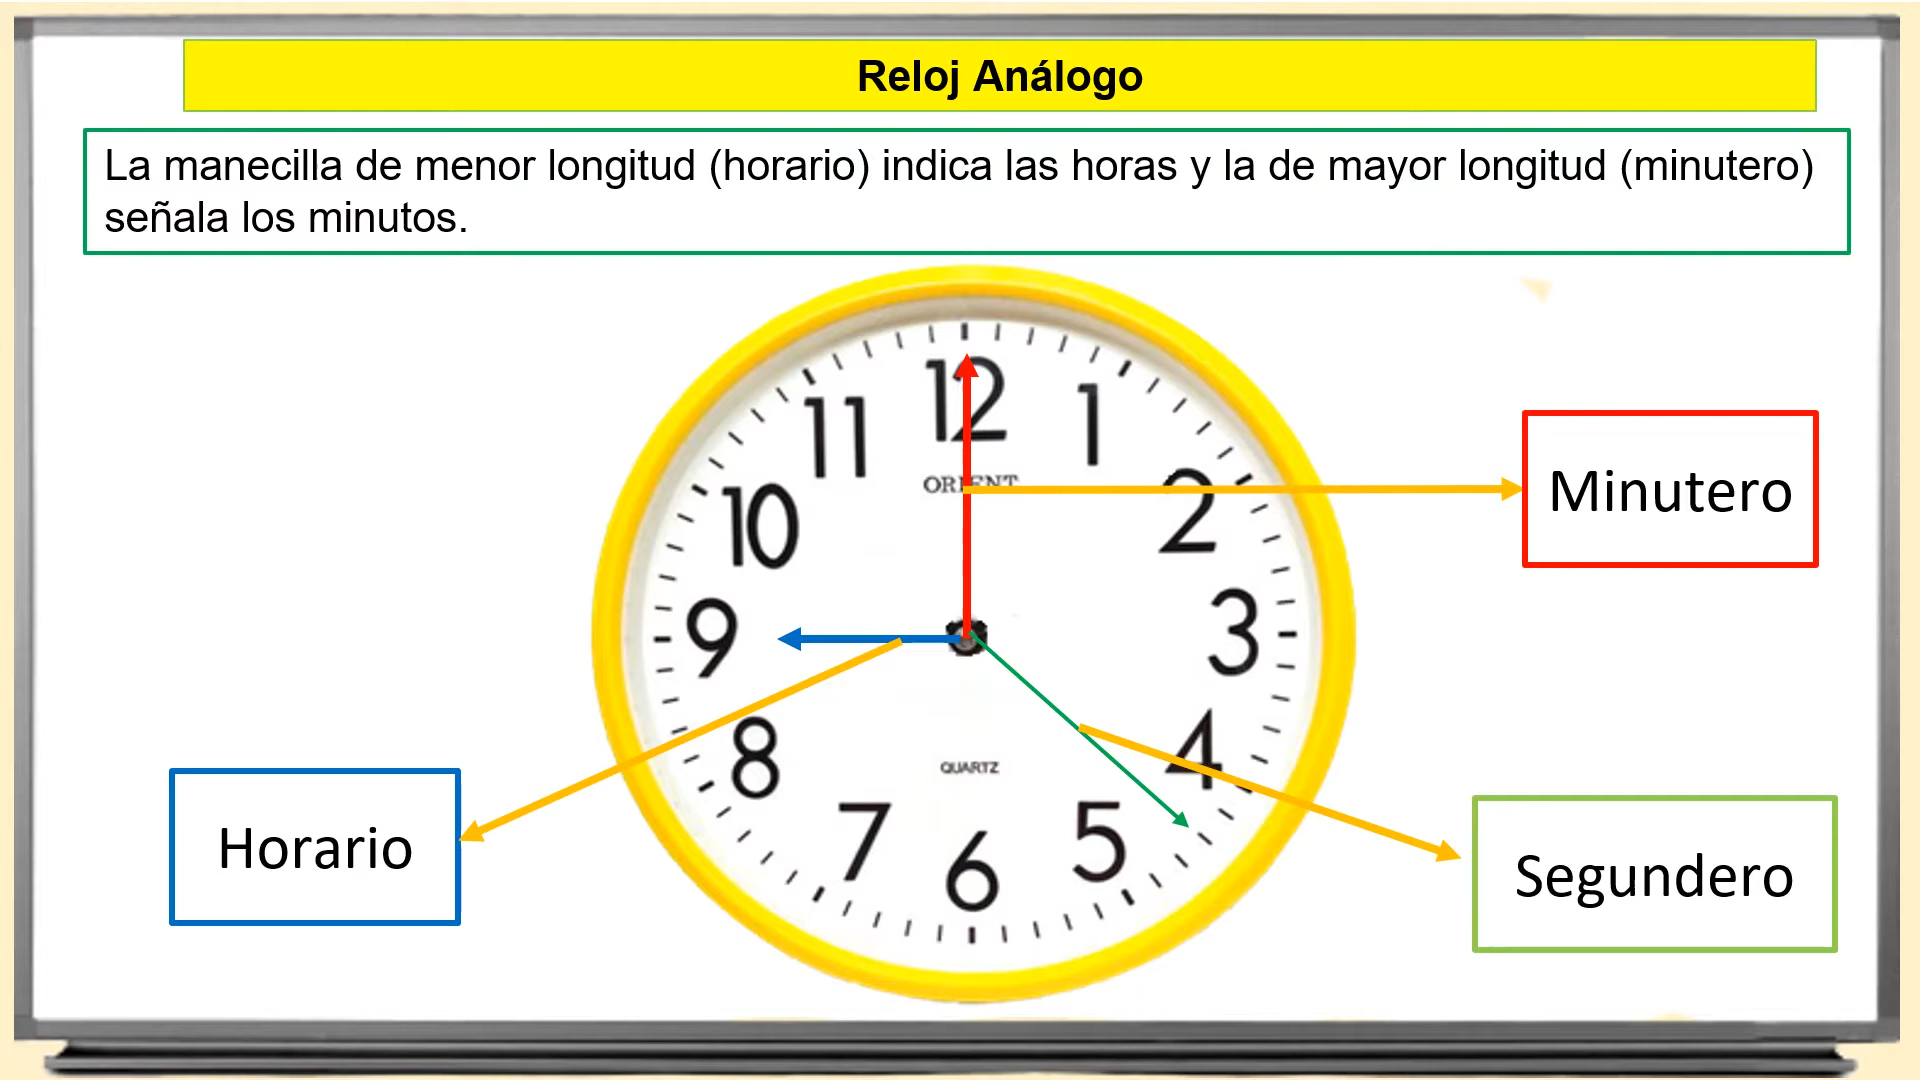 Reloj Análogo
La manecilla de menor longitud (horario) indica las horas y la de mayor longitud (minutero)
señala los minutos.
12
11
1
ORIENT
10
2
Minutero
9
3
8
4
QUARTZ
7
5
6
Horario
Segundero